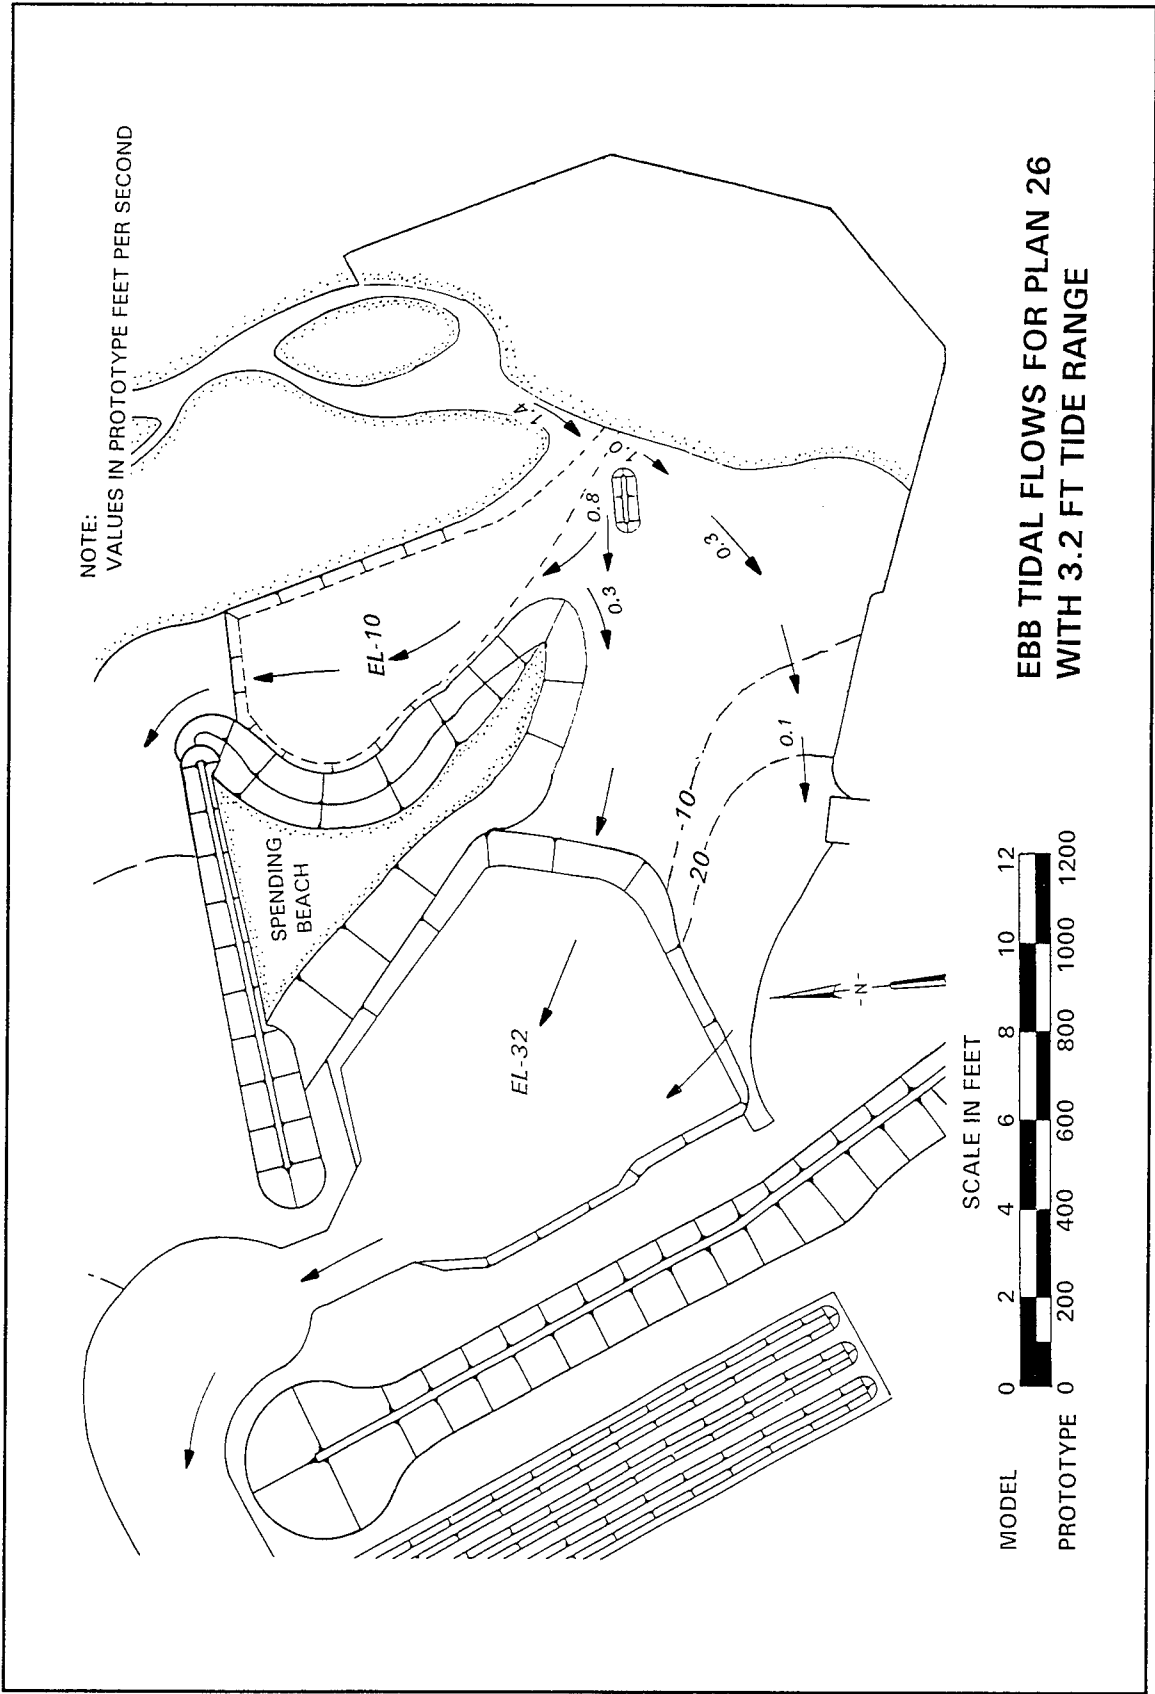 NOTE:
VALUES IN PROTOTYPE FEET PER SECOND
1.4
1.0
0.8
0.3
0.3
EL-10
SPENDING
BEACH
0.1
-10
-20
EL-32
-N-
SCALE IN FEET
MODEL 0 2 4 6 8 10 12
PROTOTYPE 0 200 400 600 800 1000 1200
EBB TIDAL FLOWS FOR PLAN 26
WITH 3.2 FT TIDE RANGE